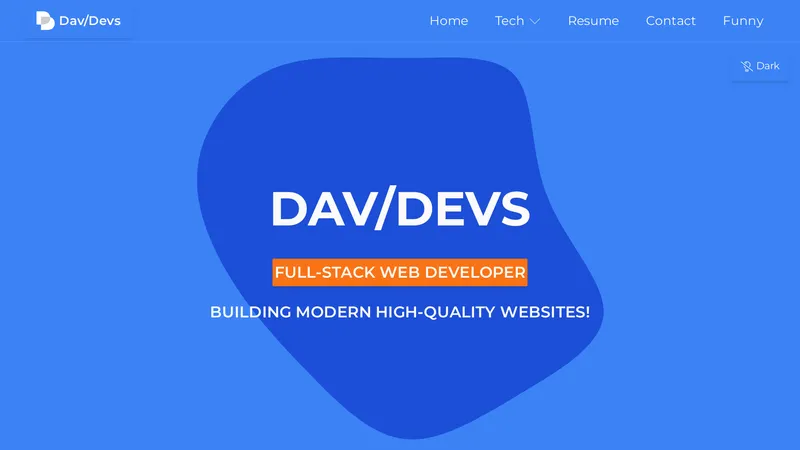 Dav/Devs
Home Tech Resume Contact Funny
Dark
DAV/DEVS
FULL-STACK WEB DEVELOPER
BUILDING MODERN HIGH-QUALITY WEBSITES!